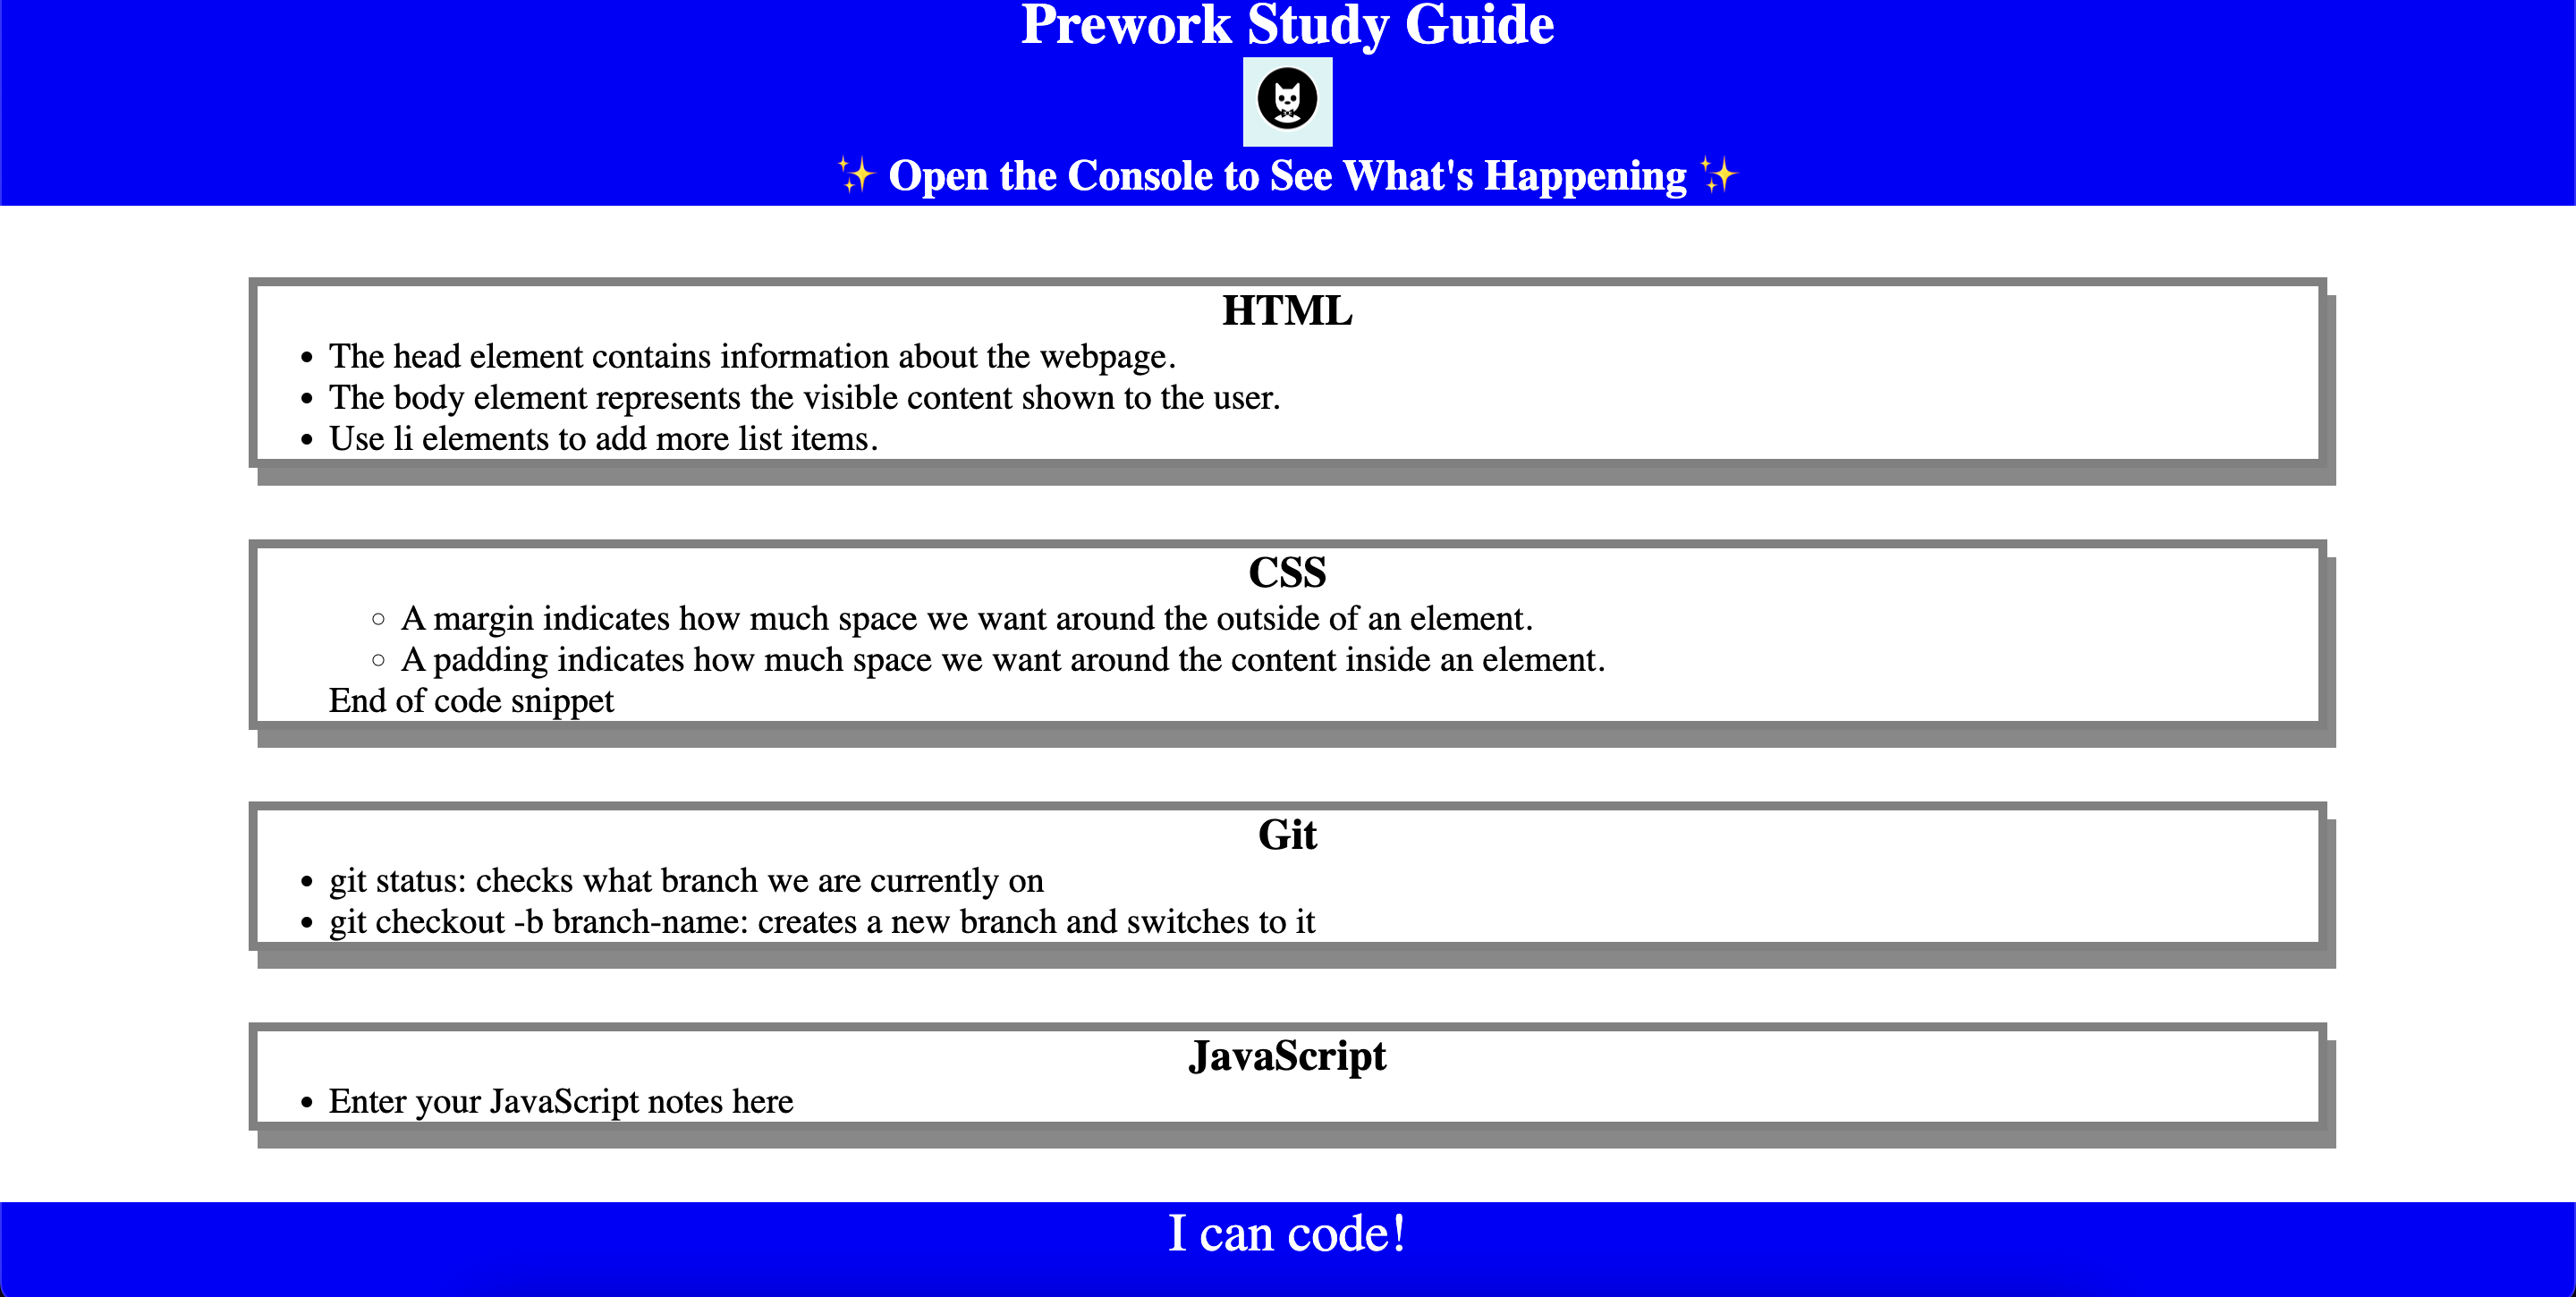 Prework Study Guide
✨ Open the Console to See What's Happening ✨
HTML
• The head element contains information about the webpage.
• The body element represents the visible content shown to the user.
• Use li elements to add more list items.
CSS
◦ A margin indicates how much space we want around the outside of an element.
◦ A padding indicates how much space we want around the content inside an element.
End of code snippet
Git
• git status: checks what branch we are currently on
• git checkout -b branch-name: creates a new branch and switches to it
JavaScript
• Enter your JavaScript notes here
I can code!